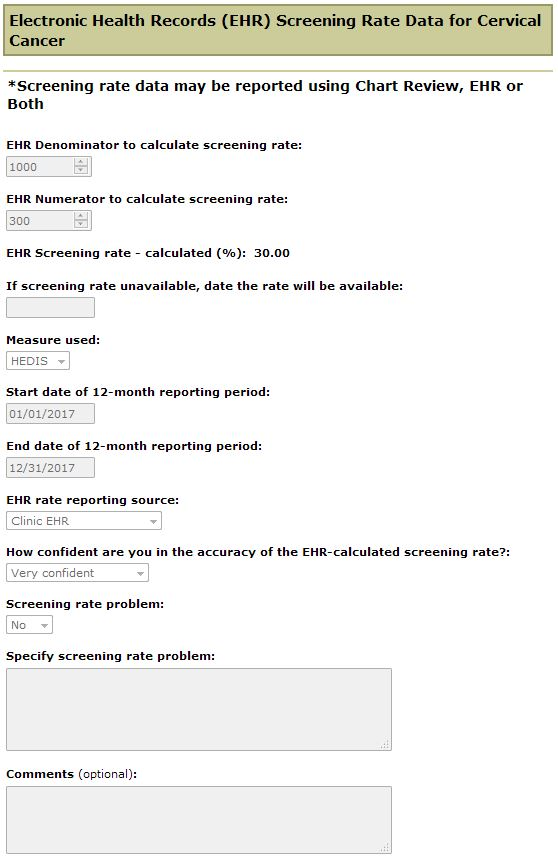 Electronic Health Records (EHR) Screening Rate Data for Cervical
Cancer
*Screening rate data may be reported using Chart Review, EHR or
Both
EHR Denominator to calculate screening rate:
1000
EHR Numerator to calculate screening rate:
300
EHR Screening rate - calculated (%): 30.00
If screening rate unavailable, date the rate will be available:
Measure used:
HEDIS
Start date of 12-month reporting period:
01/01/2017
End date of 12-month reporting period:
12/31/2017
EHR rate reporting source:
Clinic EHR
How confident are you in the accuracy of the EHR-calculated screening rate?:
Very confident
Screening rate problem:
No
Specify screening rate problem:
Comments (optional):